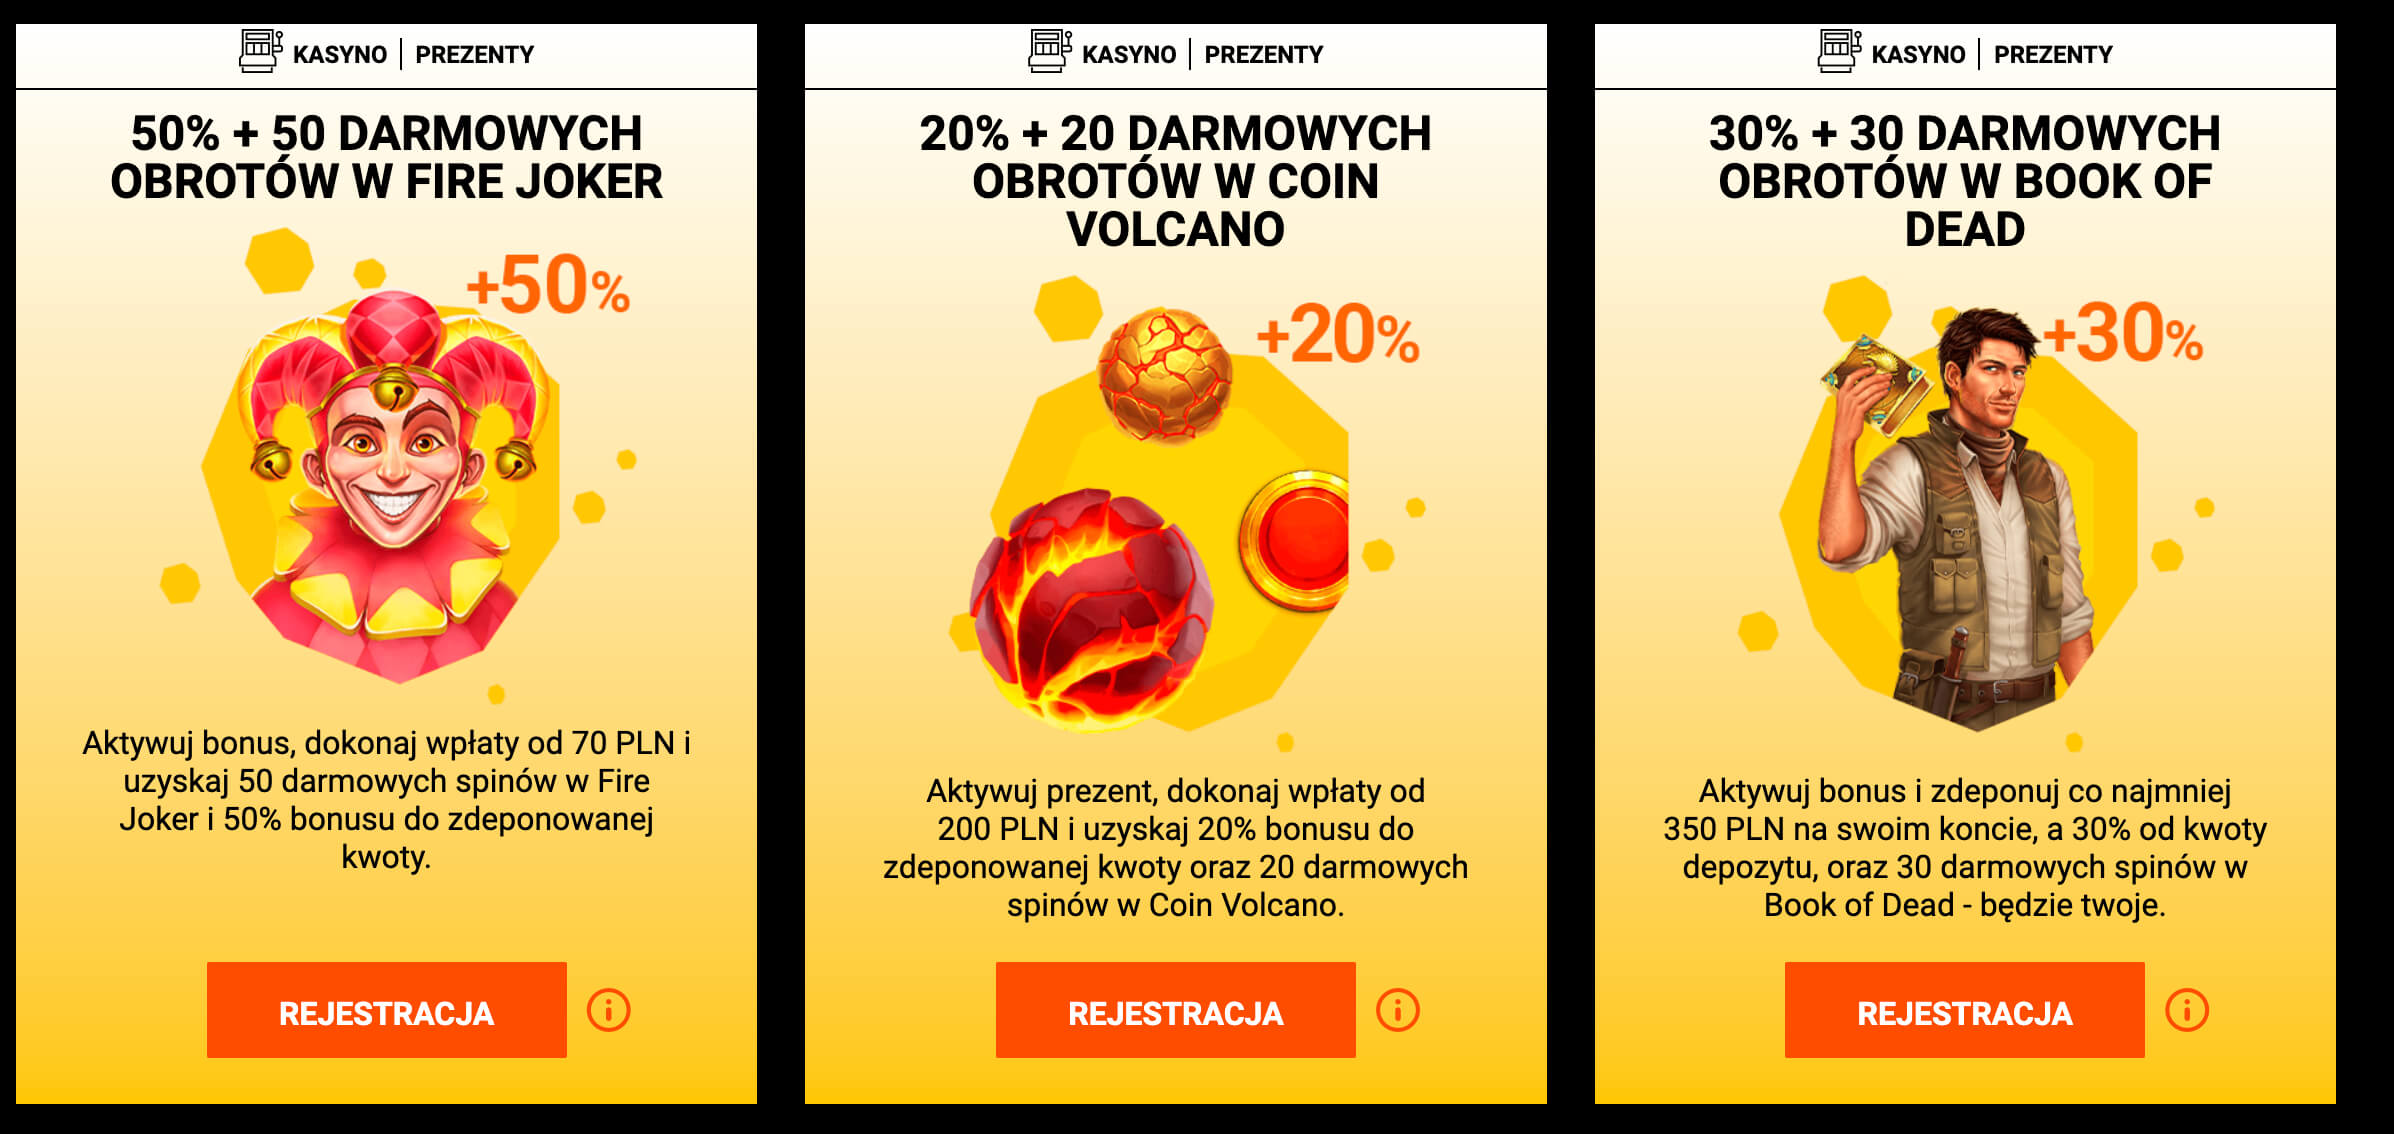 KASYNO | PREZENTY
50% + 50 DARMOWYCH
OBROTÓW W FIRE JOKER
+50%
Aktywuj bonus, dokonaj wpłaty od 70 PLN i
uzyskaj 50 darmowych spinów w Fire
Joker i 50% bonusu do zdeponowanej
kwoty.
REJESTRACJA
KASYNO | PREZENTY
20% + 20 DARMOWYCH
OBROTÓW W COIN
VOLCANO
+20%
Aktywuj prezent, dokonaj wpłaty od
200 PLN i uzyskaj 20% bonusu do
zdeponowanej kwoty oraz 20 darmowych
spinów w Coin Volcano.
REJESTRACJA
KASYNO | PREZENTY
30% + 30 DARMOWYCH
OBROTÓW W BOOK OF
DEAD
+30%
Aktywuj bonus i zdeponuj co najmniej
350 PLN na swoim koncie, a 30% od kwoty
depozytu, oraz 30 darmowych spinów w
Book of Dead - będzie twoje.
REJESTRACJA